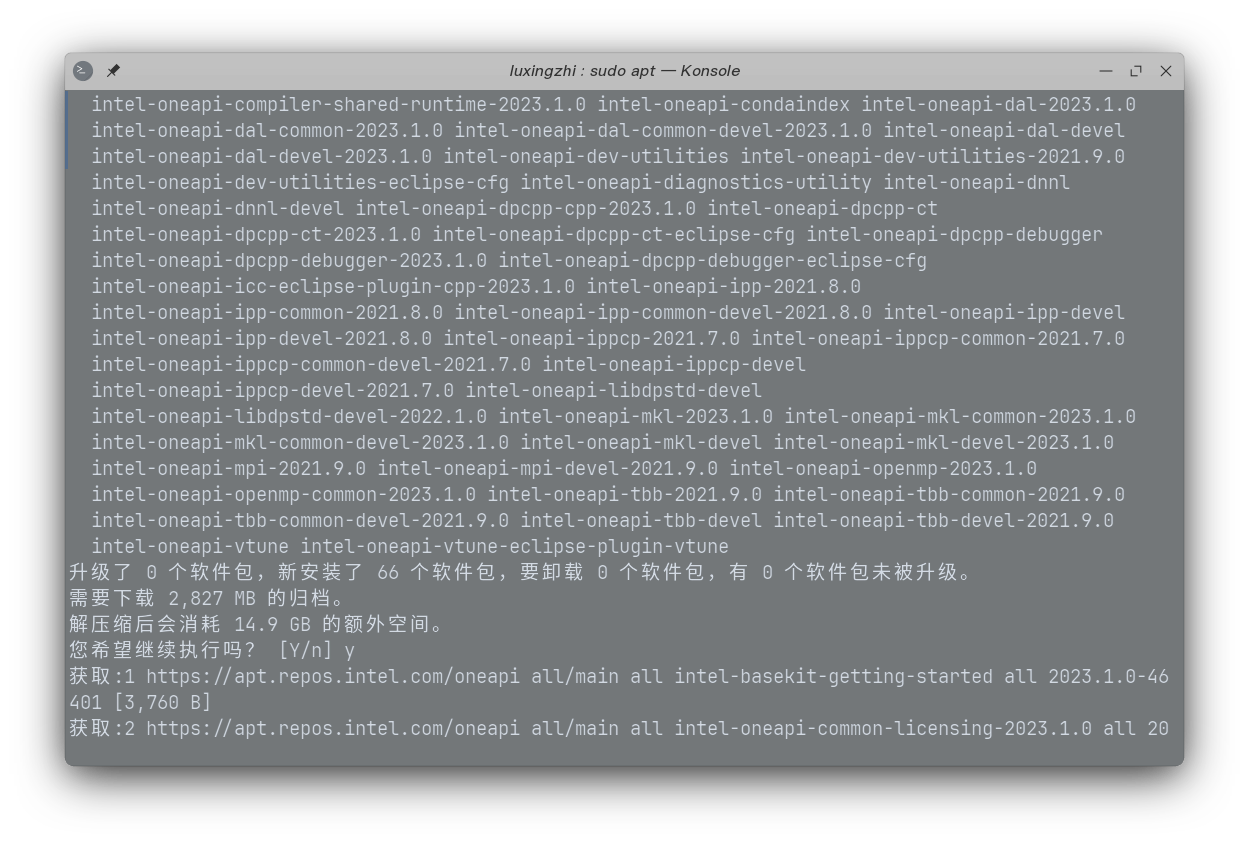 luxingzhi : sudo apt — Konsole
intel-oneapi-compiler-shared-runtime-2023.1.0 intel-oneapi-condaindex intel-oneapi-dal-2023.1.0
intel-oneapi-dal-common-2023.1.0 intel-oneapi-dal-common-devel-2023.1.0 intel-oneapi-dal-devel
intel-oneapi-dal-devel-2023.1.0 intel-oneapi-dev-utilities intel-oneapi-dev-utilities-2021.9.0
intel-oneapi-dev-utilities-eclipse-cfg intel-oneapi-diagnostics-utility intel-oneapi-dnnl
intel-oneapi-dnnl-devel intel-oneapi-dpcpp-cpp-2023.1.0 intel-oneapi-dpcpp-ct
intel-oneapi-dpcpp-ct-2023.1.0 intel-oneapi-dpcpp-ct-eclipse-cfg intel-oneapi-dpcpp-debugger
intel-oneapi-dpcpp-debugger-2023.1.0 intel-oneapi-dpcpp-debugger-eclipse-cfg
intel-oneapi-icc-eclipse-plugin-cpp-2023.1.0 intel-oneapi-ipp-2021.8.0
intel-oneapi-ipp-common-2021.8.0 intel-oneapi-ipp-common-devel-2021.8.0 intel-oneapi-ipp-devel
intel-oneapi-ipp-devel-2021.8.0 intel-oneapi-ippcp-2021.7.0 intel-oneapi-ippcp-common-2021.7.0
intel-oneapi-ippcp-common-devel-2021.7.0 intel-oneapi-ippcp-devel
intel-oneapi-ippcp-devel-2021.7.0 intel-oneapi-libdpstd-devel
intel-oneapi-libdpstd-devel-2022.1.0 intel-oneapi-mkl-2023.1.0 intel-oneapi-mkl-common-2023.1.0
intel-oneapi-mkl-common-devel-2023.1.0 intel-oneapi-mkl-devel intel-oneapi-mkl-devel-2023.1.0
intel-oneapi-mpi-2021.9.0 intel-oneapi-mpi-devel-2021.9.0 intel-oneapi-openmp-2023.1.0
intel-oneapi-openmp-common-2023.1.0 intel-oneapi-tbb-2021.9.0 intel-oneapi-tbb-common-2021.9.0
intel-oneapi-tbb-common-devel-2021.9.0 intel-oneapi-tbb-devel intel-oneapi-tbb-devel-2021.9.0
intel-oneapi-vtune intel-oneapi-vtune-eclipse-plugin-vtune
升级了 0 个软件包，新安装了 66 个软件包，要卸载 0 个软件包，有 0 个软件包未被升级。
需要下载 2,827 MB 的归档。
解压缩后会消耗 14.9 GB 的额外空间。
您希望继续执行吗？ [Y/n] y
获取:1 https://apt.repos.intel.com/oneapi all/main all intel-basekit-getting-started all 2023.1.0-46
401 [3,760 B]
获取:2 https://apt.repos.intel.com/oneapi all/main all intel-oneapi-common-licensing-2023.1.0 all 20